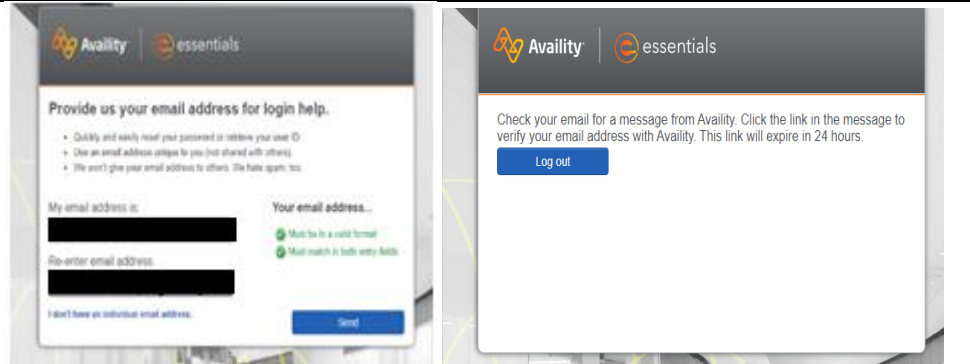 Availity
essentials
Provide us your email address for login help.
Quickly and easily reset your password or retrieve your user ID
Use an email address unique to you (not shared with others).
We won't give your email address to others. We hate spam, too.
My email address is:
Your email address...
Must be in a valid format
Must match in both entry fields
Re-enter email address:
I don't have an individual email address.
Send
Availity
essentials
Check your email for a message from Availity. Click the link in the message to
verify your email address with Availity. This link will expire in 24 hours.
Log out